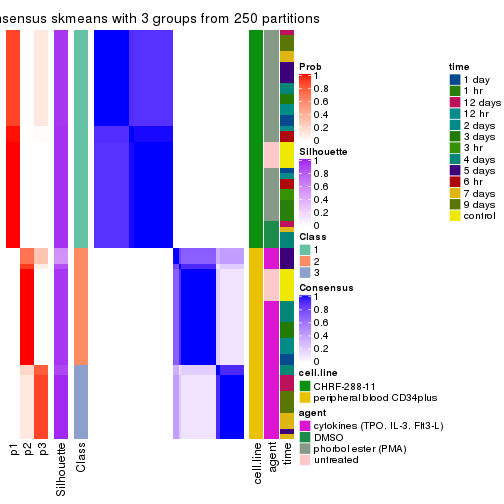 nsensus skmeans with 3 groups from 250 partitions
Prob
1
0.8
0.6
0.4
0.2
0
Silhouette
1
0.8
0.6
0.4
0.2
0
Class
1
2
3
Consensus
1
0.8
0.6
0.4
0.2
0
cell.line
CHRF-288-11
peripheral blood CD34plus
agent
cytokines (TPO, IL-3, Flt3-L)
DMSO
phorbol ester (PMA)
untreated
time
1 day
1 hr
12 days
12 hr
2 days
3 days
3 hr
4 days
5 days
6 hr
7 days
9 days
control
p1
p2
p3
Silhouette
Class
cell.line
agent
time